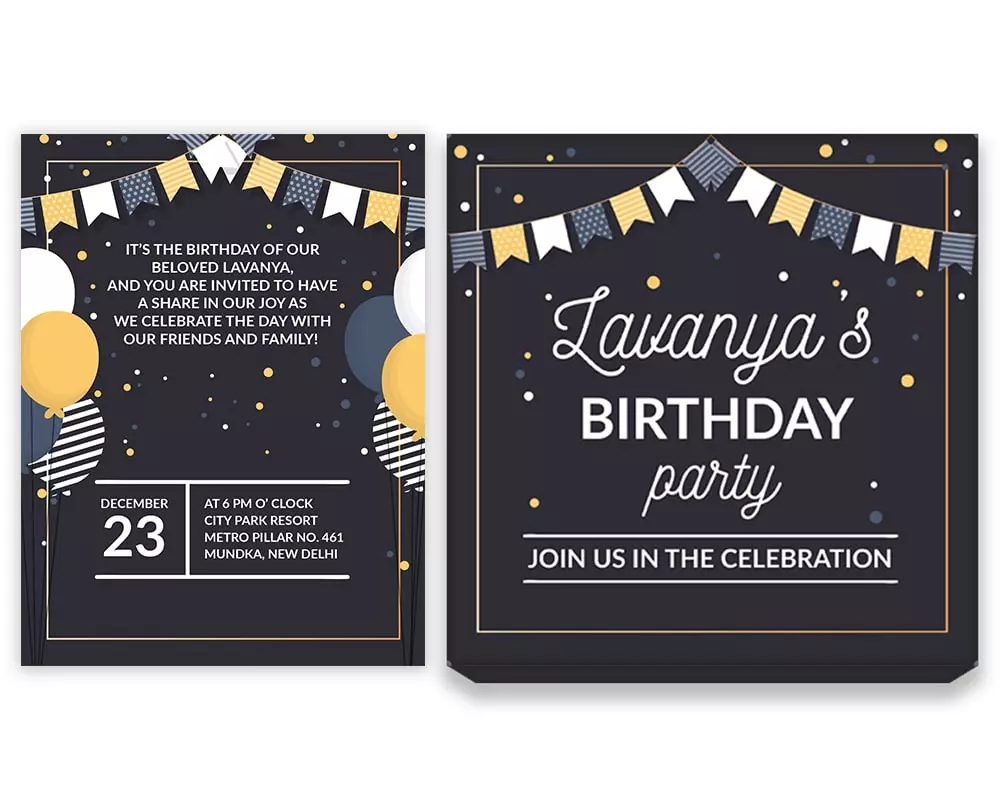 IT'S THE BIRTHDAY OF OUR
BELOVED LAVANYA,
AND YOU ARE INVITED TO HAVE
A SHARE IN OUR JOY AS
WE CELEBRATE THE DAY WITH
OUR FRIENDS AND FAMILY!
DECEMBER
23
AT 6 PM O' CLOCK
CITY PARK RESORT
METRO PILLAR NO. 461
MUNDKA, NEW DELHI
Lavanya's
BIRTHDAY
party
JOIN US IN THE CELEBRATION